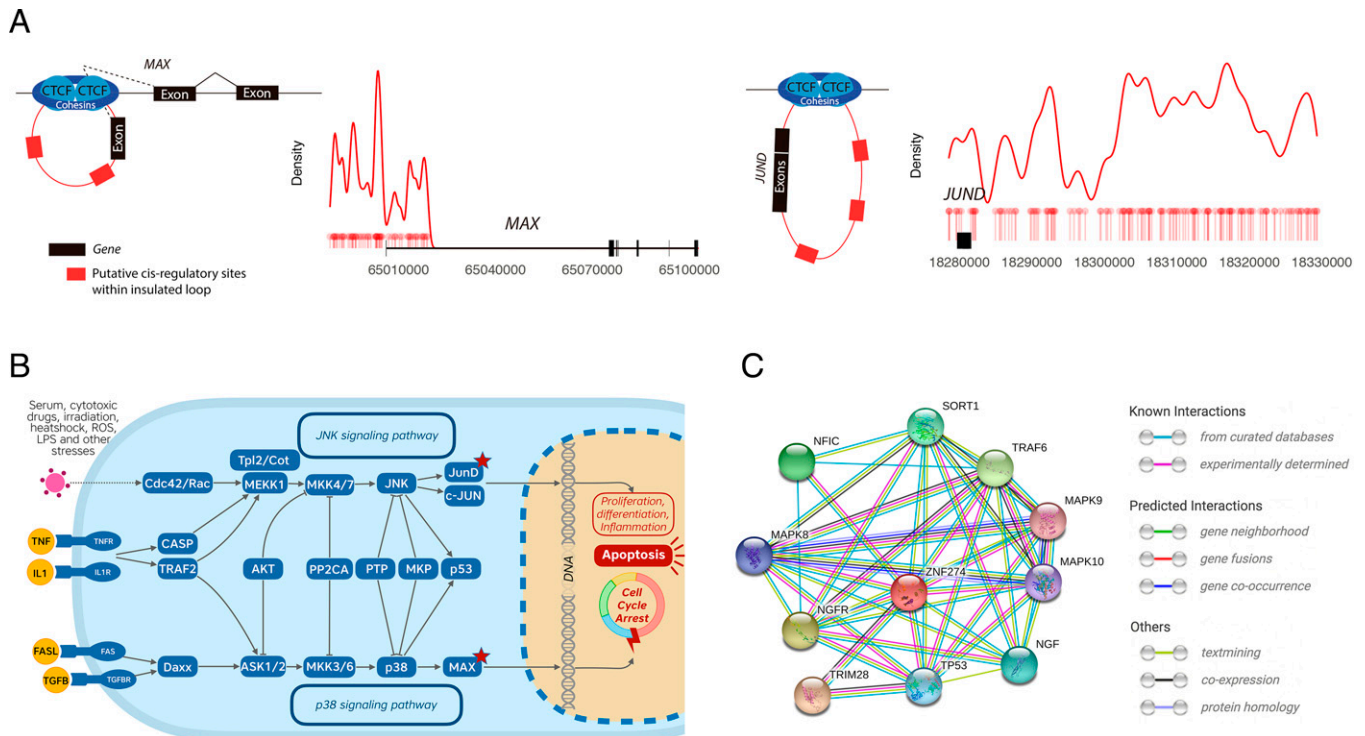 A
MAX
CTCF CTCF
Cohesins
Exon
Exon
Exon
Gene
Putative cis-regulatory sites
within insulated loop
Density
MAX
65010000
65040000
65070000
65100000
CTCF CTCF
Cohesins
JUND
Exons
Density
JUND
18280000
18290000
18300000
18310000
18320000
18330000
B
Serum, cytotoxic
drugs, irradiation,
heatshock, ROS,
LPS and other
stresses
JNK signaling pathway
Tpl2/Cot
Cdc42/Rac
MEKK1
MKK4/7
JNK
JunD
c-JUN
TNF
TNFR
IL1
IL1R
CASP
TRAF2
AKT
PP2CA
PTP
MKP
p53
FASL
FAS
TGFB
TGFBR
Daxx
ASK1/2
MKK3/6
p38
MAX
p38 signaling pathway
DNA
Proliferation,
differentiation,
Inflammation
Apoptosis
Cell
Cycle
Arrest
C
SORT1
NFIC
TRAF6
MAPK9
MAPK8
MAPK10
ZNF274
NGFR
NGF
TP53
TRIM28
Known Interactions
from curated databases
experimentally determined
Predicted Interactions
gene neighborhood
gene fusions
gene co-occurrence
Others
textmining
co-expression
protein homology